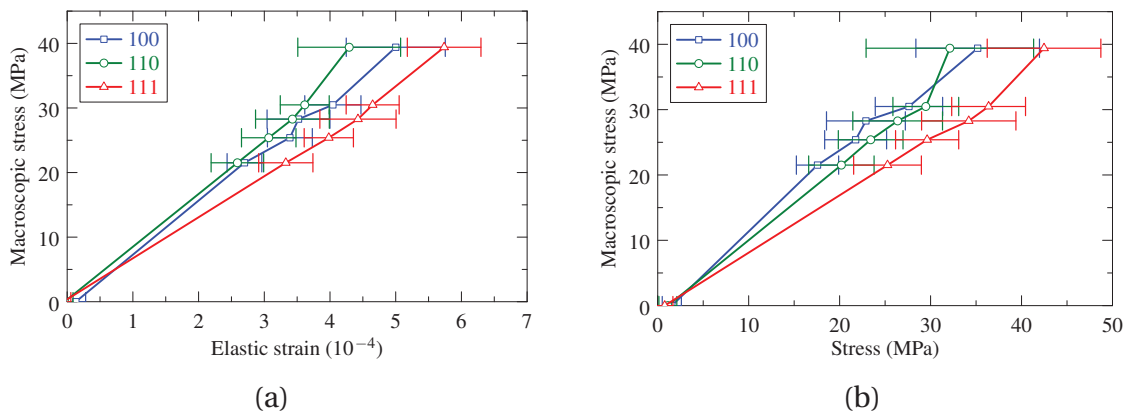 100
110
111
Macroscopic stress (MPa)
40
30
20
10
0
0 1 2 3 4 5 6 7
Elastic strain (10−4)
(a)
100
110
111
Macroscopic stress (MPa)
40
30
20
10
0
0 10 20 30 40 50
Stress (MPa)
(b)